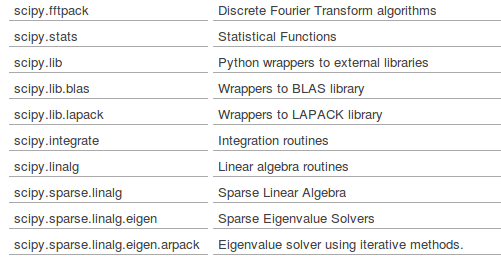 scipy.fftpack Discrete Fourier Transform algorithms
scipy.stats Statistical Functions
scipy.lib Python wrappers to external libraries
scipy.lib.blas Wrappers to BLAS library
scipy.lib.lapack Wrappers to LAPACK library
scipy.integrate Integration routines
scipy.linalg Linear algebra routines
scipy.sparse.linalg Sparse Linear Algebra
scipy.sparse.linalg.eigen Sparse Eigenvalue Solvers
scipy.sparse.linalg.eigen.arpack Eigenvalue solver using iterative methods.